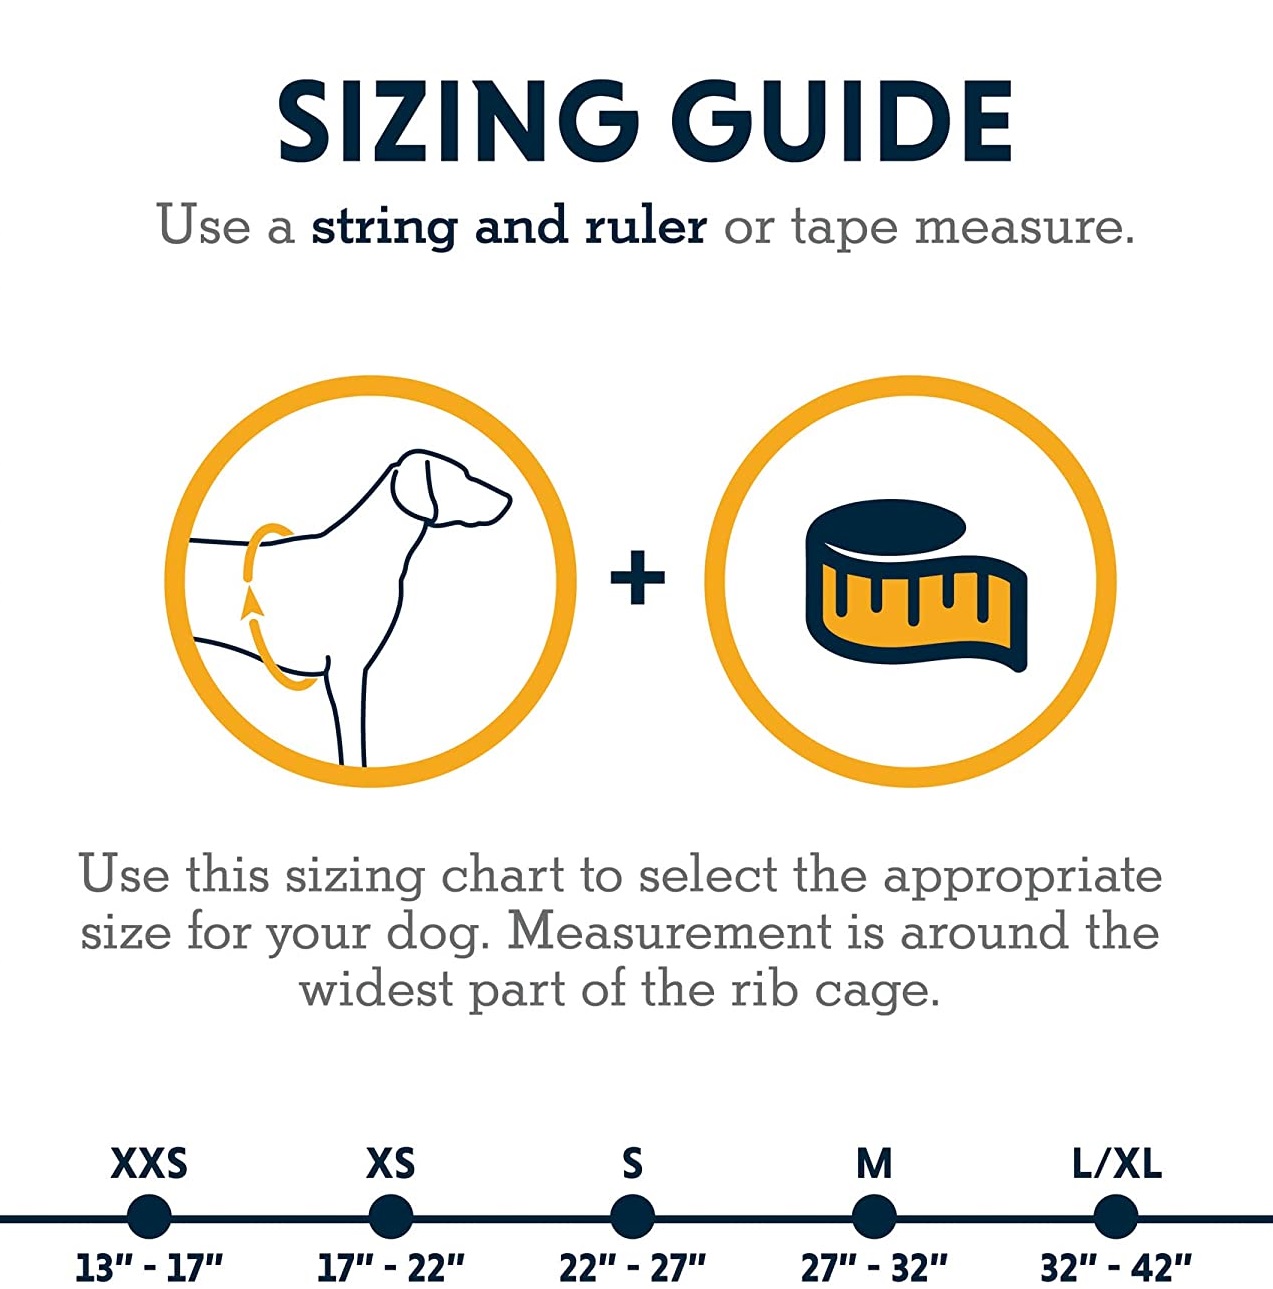 SIZING GUIDE
Use a string and ruler or tape measure.
Use this sizing chart to select the appropriate
size for your dog. Measurement is around the
widest part of the rib cage.
XXS XS S M L/XL
13" - 17" 17" - 22" 22" - 27" 27" - 32" 32" - 42"